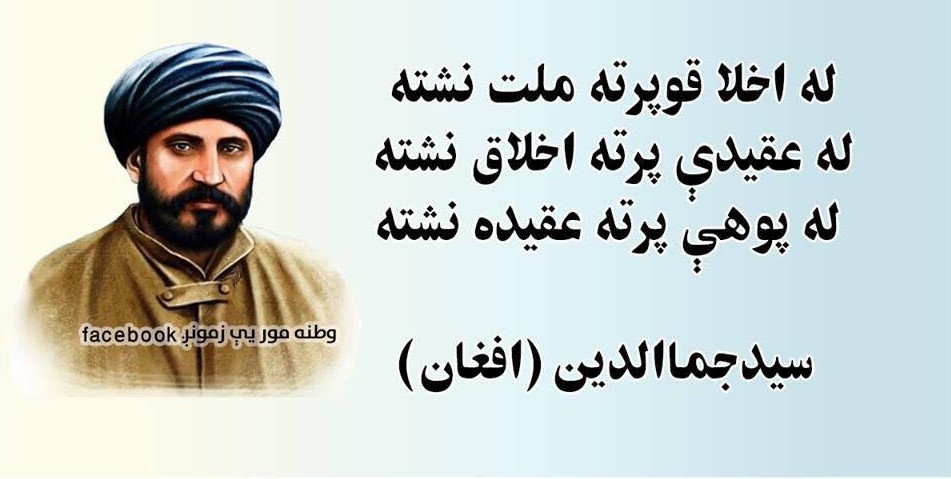 له اخلا قوپرته ملت نشته
له عقيدې پرته اخلاق نشته
له پوهې پرته عقيده نشته
سيدجماالدين (افغان)
وطنه مور يې زمونږ facebook